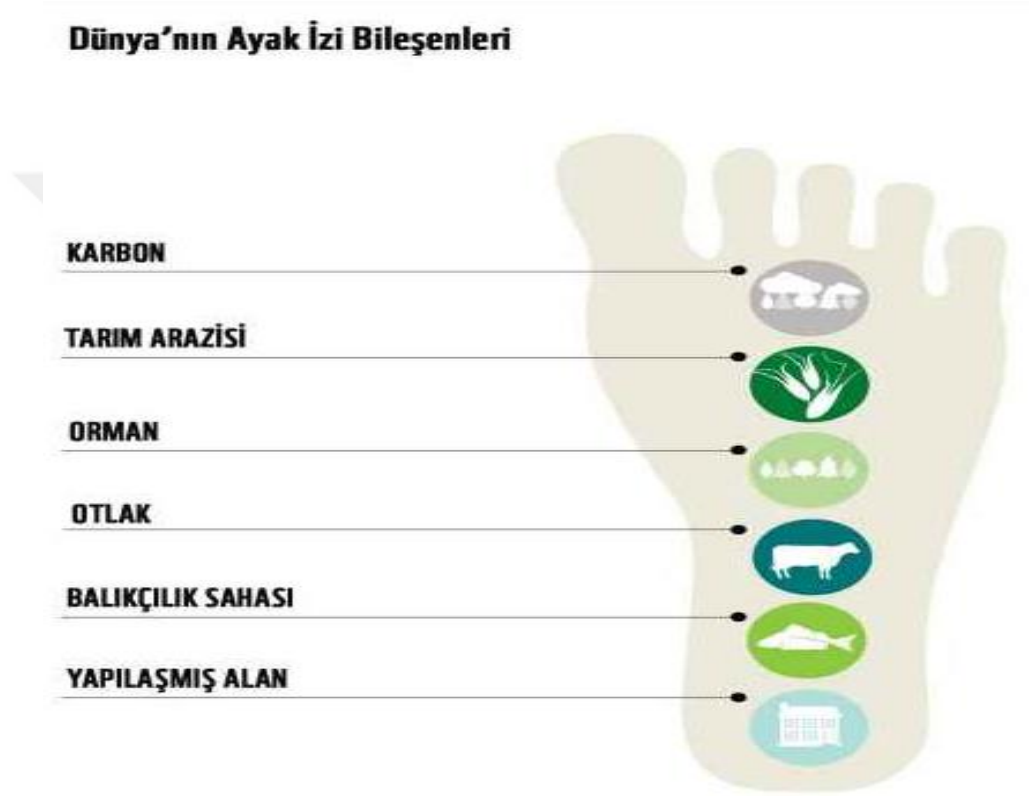 Dünya'nın Ayak İzi Bileşenleri
KARBON
TARIM ARAZİSİ
ORMAN
OTLAK
BALIKÇILIK SAHASI
YAPILAŞMIŞ ALAN